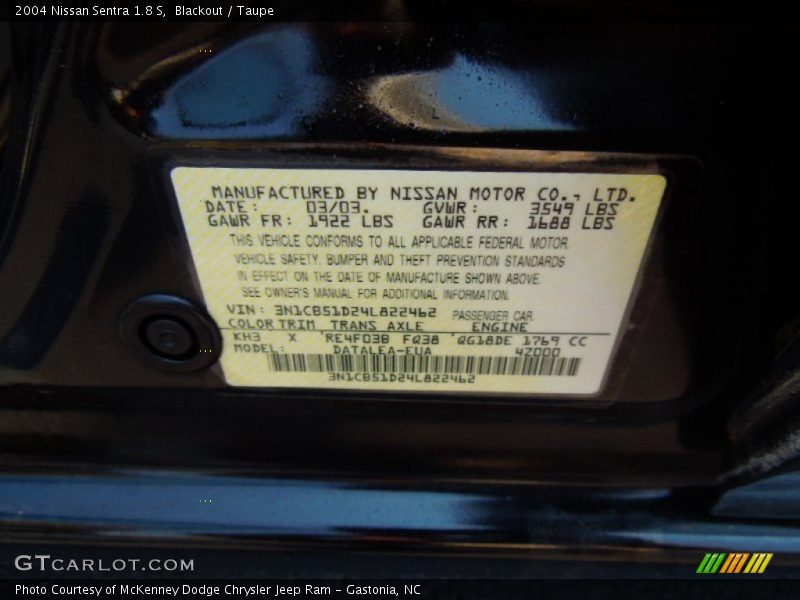 2004 Nissan Sentra 1.8 S, Blackout / Taupe
MANUFACTURED BY NISSAN MOTOR CO., LTD.
DATE: 03/03. GVWR: 3549 LBS
GAWR FR: 1922 LBS GAWR RR: 1688 LBS
THIS VEHICLE CONFORMS TO ALL APPLICABLE FEDERAL MOTOR
VEHICLE SAFETY, BUMPER AND THEFT PREVENTION STANDARDS
IN EFFECT ON THE DATE OF MANUFACTURE SHOWN ABOVE.
SEE OWNER'S MANUAL FOR ADDITIONAL INFORMATION.
VIN: 3N1CB51D24L822462 PASSENGER CAR
COLOR TRIM TRANS AXLE ENGINE
KH3 X RE4F03B FQ38 QG18DE 1769 CC
MODEL: DATALEA-EUA 4Z000
3N1CB51D24L822462
GTCARLOT.COM
Photo Courtesy of McKenney Dodge Chrysler Jeep Ram - Gastonia, NC